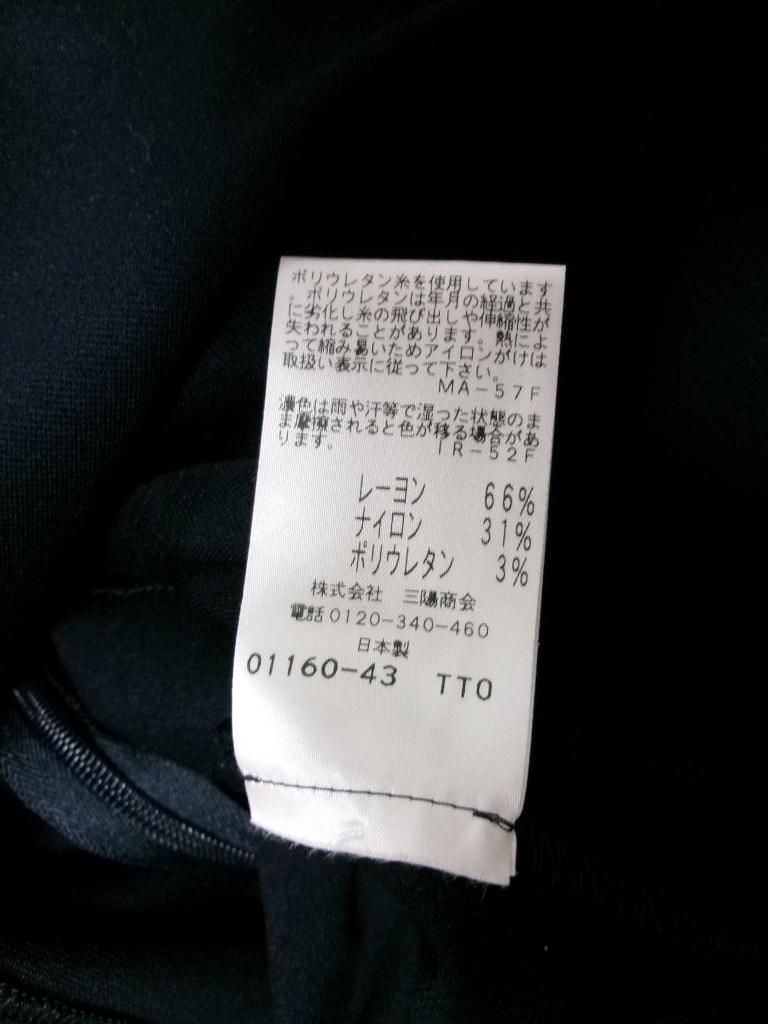 ポリウレタン糸を使用しています
。ポリウレタンは年月の経過と共
に劣化し糸の飛び出しや伸縮性が
失われることがあります。熱によ
って縮み易いためアイロンがけは
取扱い表示に従って下さい。
MA-57F
濃色は雨や汗等で湿った状態のま
ま摩擦されると色が移る場合があ
ります。 IR-52F
レーヨン 66%
ナイロン 31%
ポリウレタン 3%
株式会社 三陽商会
電話0120-340-460
日本製
01160-43 TTO